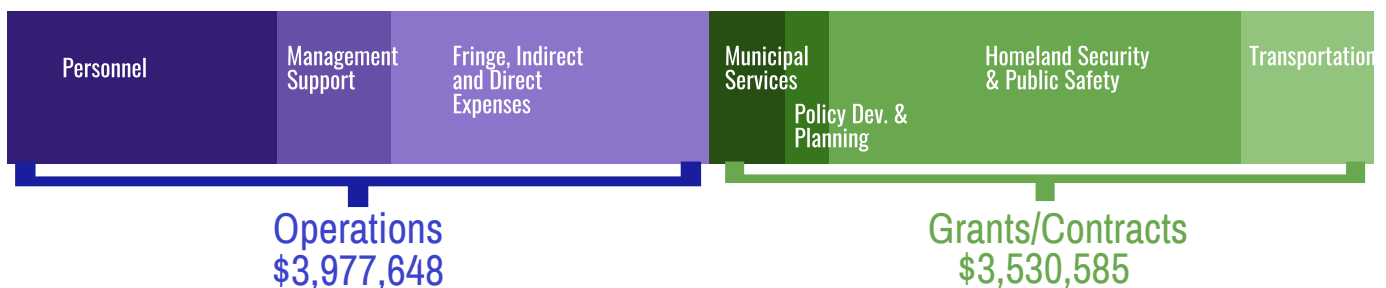 Personnel
Management
Support
Fringe, Indirect
and Direct
Expenses
Municipal
Services
Policy Dev. &
Planning
Homeland Security
& Public Safety
Transportation
Operations
$3,977,648
Grants/Contracts
$3,530,585